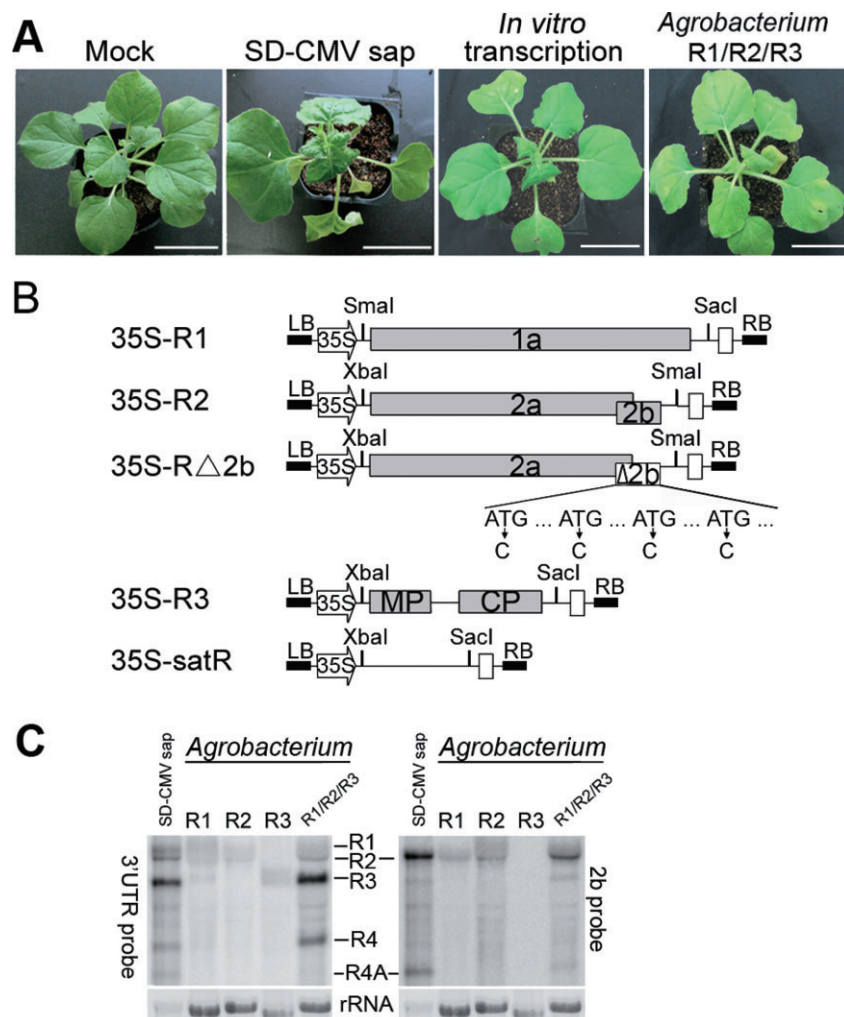 A
Mock
SD-CMV sap
In vitro transcription
Agrobacterium R1/R2/R3
B
35S-R1
LB
35S
SmaI
1a
SacI
RB
35S-R2
LB
35S
XbaI
2a
2b
SmaI
RB
35S-R△2b
LB
35S
XbaI
2a
Δ2b
SmaI
RB
ATG ... ATG ... ATG ... ATG ...
C C C C
35S-R3
LB
35S
XbaI
MP
CP
SacI
RB
35S-satR
LB
35S
XbaI
SacI
RB
C
SD-CMV sap
Agrobacterium
R1 R2 R3 R1/R2/R3
SD-CMV sap
Agrobacterium
R1 R2 R3 R1/R2/R3
3'UTR probe
R1
R2
R3
R4
R4A
rRNA
2b probe